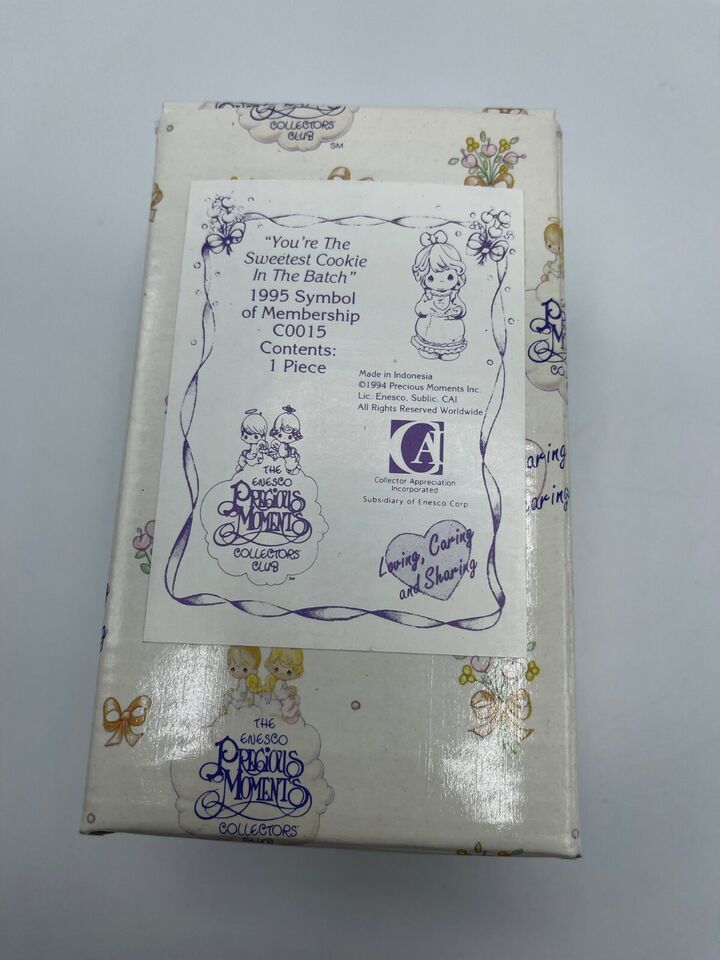 COLLECTORS'
CLUB
SM
"You're The
Sweetest Cookie
In The Batch"
1995 Symbol
of Membership
C0015
Contents:
1 Piece
Made in Indonesia
©1994 Precious Moments Inc.
Lic. Enesco, Sublic. CAI
All Rights Reserved Worldwide
CAI
Collector Appreciation
Incorporated
Subsidiary of Enesco Corp.
THE
ENESCO
PRECIOUS
MOMENTS
COLLECTORS'
CLUB
SM
Loving, Caring
and Sharing
aring
aring
THE
ENESCO
PRECIOUS
MOMENTS
COLLECTORS'
CLUB